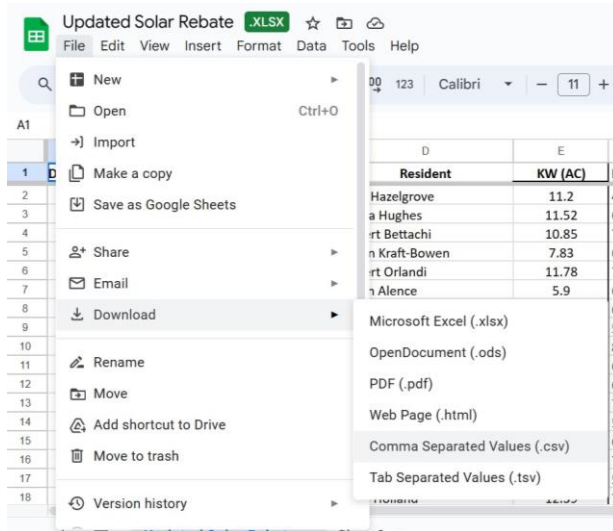 Updated Solar Rebate .XLSX
File Edit View Insert Format Data Tools Help
New
Open Ctrl+O
Import
Make a copy
Save as Google Sheets
Share
Email
Download
Rename
Move
Add shortcut to Drive
Move to trash
Version history
Microsoft Excel (.xlsx)
OpenDocument (.ods)
PDF (.pdf)
Web Page (.html)
Comma Separated Values (.csv)
Tab Separated Values (.tsv)
123 Calibri 11
A1
D E
1 D Resident KW (AC)
2 Hazelgrove 11.2
3 a Hughes 11.52
4 rt Bettachi 10.85
5 n Kraft-Bowen 7.83
6 ert Orlandi 11.78
7 n Alence 5.9
8
9
10
11
12
13
14
15
16
17
18